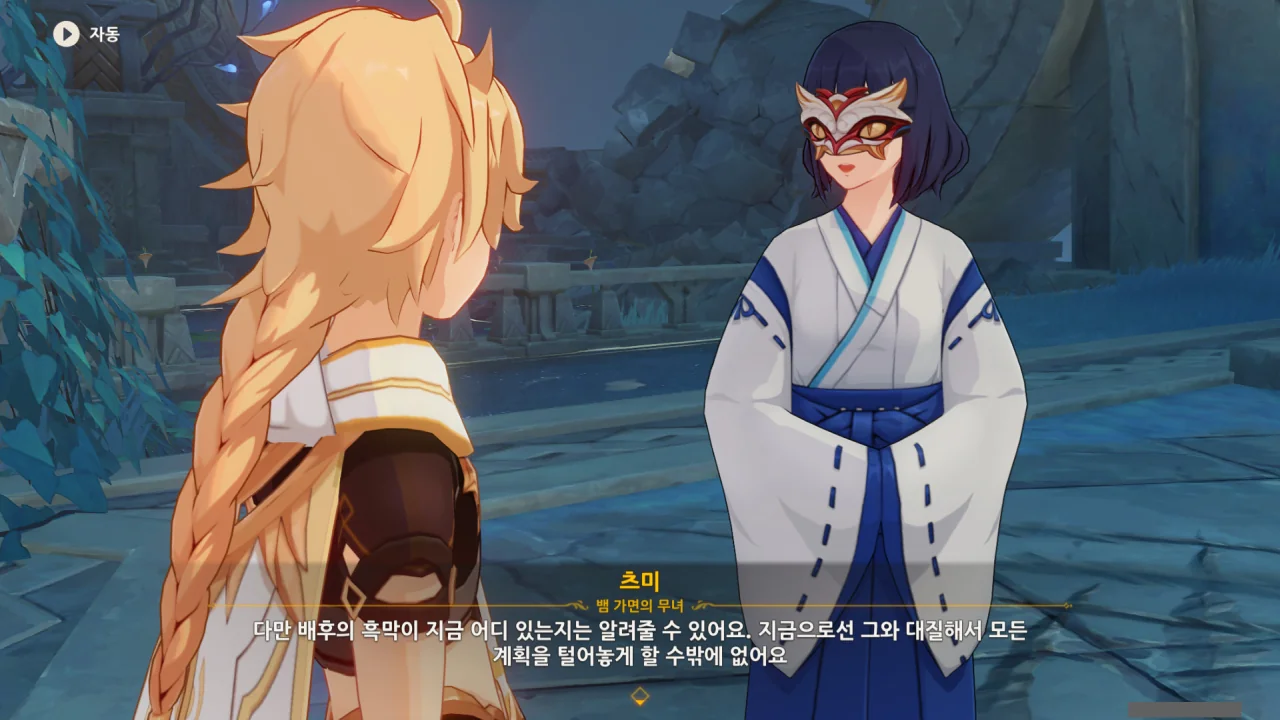 자동
츠미
뱀 가면의 무녀
다만 배후의 흑막이 지금 어디 있는지는 알려줄 수 있어요. 지금으로선 그와 대질해서 모든
계획을 털어놓게 할 수밖에 없어요